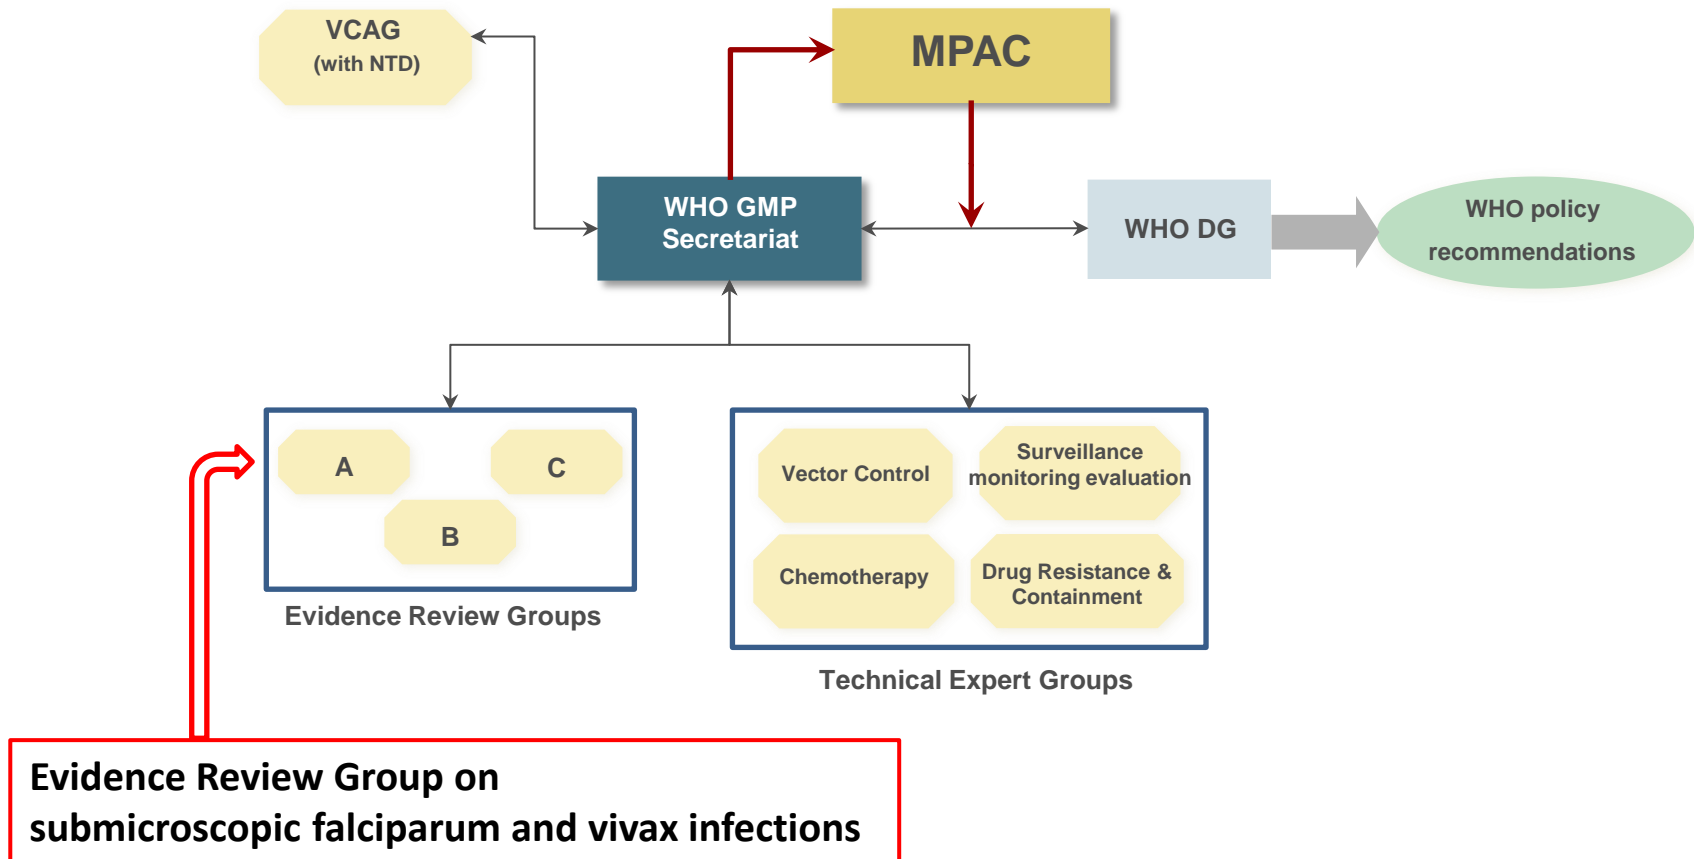 VCAG
(with NTD)
MPAC
WHO GMP
Secretariat
WHO DG
WHO policy
recommendations
A
C
B
Evidence Review Groups
Vector Control
Surveillance
monitoring evaluation
Chemotherapy
Drug Resistance &
Containment
Technical Expert Groups
Evidence Review Group on
submicroscopic falciparum and vivax infections